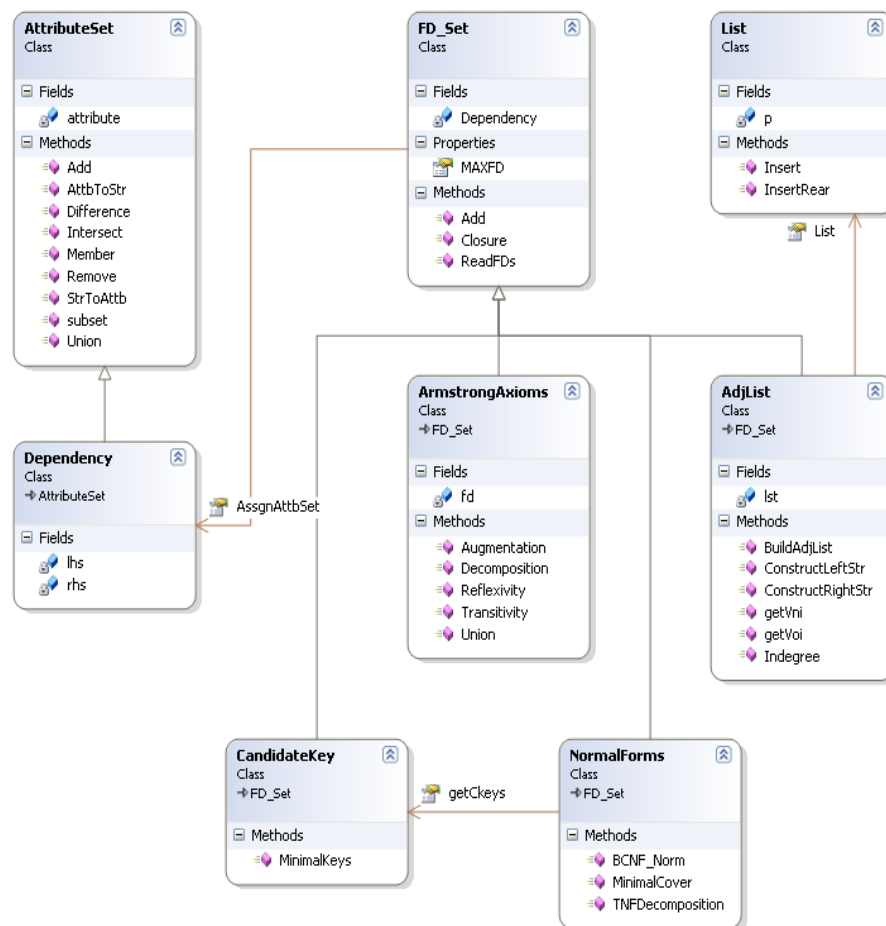 AttributeSet
Class
Fields
attribute
Methods
Add
AttbToStr
Difference
Intersect
Member
Remove
StrToAttb
subset
Union
FD_Set
Class
Fields
Dependency
Properties
MAXFD
Methods
Add
Closure
ReadFDs
List
Class
Fields
p
Methods
Insert
InsertRear
List
Dependency
Class
AttributeSet
Fields
lhs
rhs
AssgnAttbSet
ArmstrongAxioms
Class
FD_Set
Fields
fd
Methods
Augmentation
Decomposition
Reflexivity
Transitivity
Union
AdjList
Class
FD_Set
Fields
lst
Methods
BuildAdjList
ConstructLeftStr
ConstructRightStr
getVni
getVoi
Indegree
CandidateKey
Class
FD_Set
Methods
MinimalKeys
getCkeys
NormalForms
Class
FD_Set
Methods
BCNF_Norm
MinimalCover
TNFDecomposition